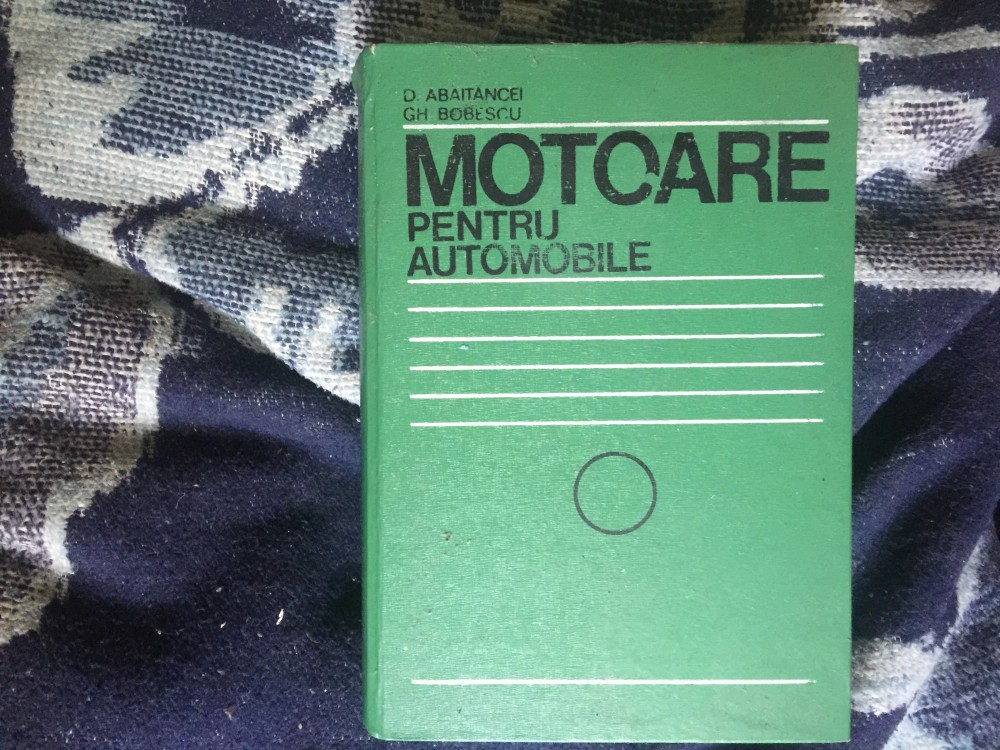 D. ABAITANCEI
GH. BOBESCU
MOTOARE
PENTRU
AUTOMOBILE